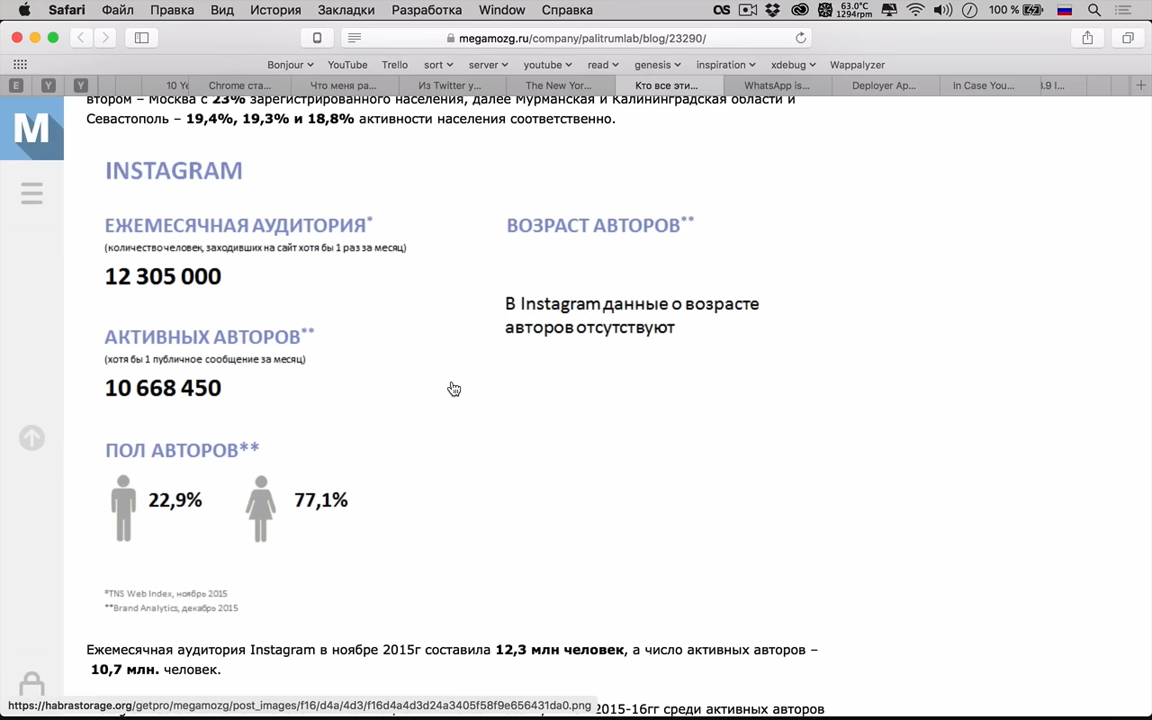 Safari Файл Правка Вид История Закладки Разработка Window Справка 63.0°C 1294rpm 100 %
megamozg.ru/company/palitrumlab/blog/23290/
Bonjour YouTube Trello sort server youtube read genesis inspiration xdebug Wappalyzer
E Y Y 10 Ye Chrome ста... Что меня ра... Из Twitter у... The New Yor... Кто все эти... WhatsApp is... Deployer Ap... In Case You... .9 I...
втором – Москва с 23% зарегистрированного населения, далее Мурманская и Калининградская области и
Севастополь – 19,4%, 19,3% и 18,8% активности населения соответственно.
M
INSTAGRAM
ЕЖЕМЕСЯЧНАЯ АУДИТОРИЯ*
(количество человек, заходивших на сайт хотя бы 1 раз за месяц)
12 305 000
АКТИВНЫХ АВТОРОВ**
(хотя бы 1 публичное сообщение за месяц)
10 668 450
ПОЛ АВТОРОВ**
22,9% 77,1%
ВОЗРАСТ АВТОРОВ**
В Instagram данные о возрасте
авторов отсутствуют
*TNS Web Index, ноябрь 2015
**Brand Analytics, декабрь 2015
Ежемесячная аудитория Instagram в ноябре 2015г составила 12,3 млн человек, а число активных авторов –
10,7 млн. человек.
https://habrastorage.org/getpro/megamozg/post_images/f16/d4a/4d3/f16d4a4d3d24a3405f58f9e656431da0.png
2015-16гг среди активных авторов